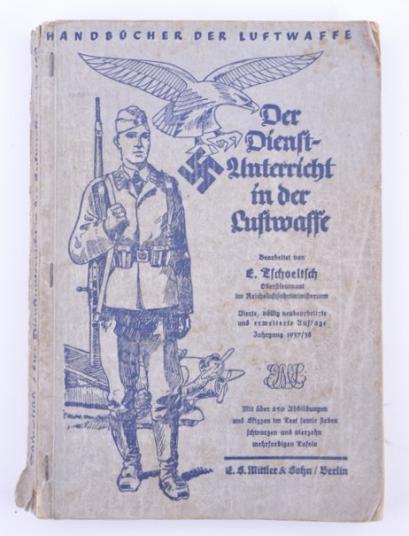 HANDBÜCHER DER LUFTWAFFE
Der
Dienst-
Unterricht
in der
Luftwaffe
Bearbeitet von
E. Tschoeltsch
Oberstleutnant
im Reichsluftfahrtministerium
Vierte, völlig neubearbeitete
und erweiterte Auflage
Jahrgang 1937/38
Mit über 250 Abbildungen
und Skizzen im Text sowie sieben
schwarzen und vierzehn
mehrfarbigen Tafeln
E. S. Mittler & Sohn / Berlin